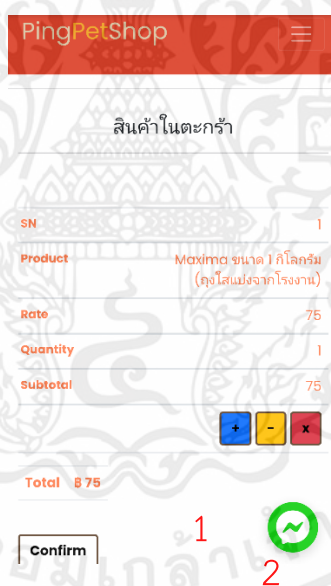 PingPetShop
สินค้าในตะกร้า
SN 1
Product Maxima ขนาด 1 กิโลกรัม
(ถุงใสแบ่งจากโรงงาน)
Rate 75
Quantity 1
Subtotal 75
+ - x
Total ฿ 75
1
Confirm
2